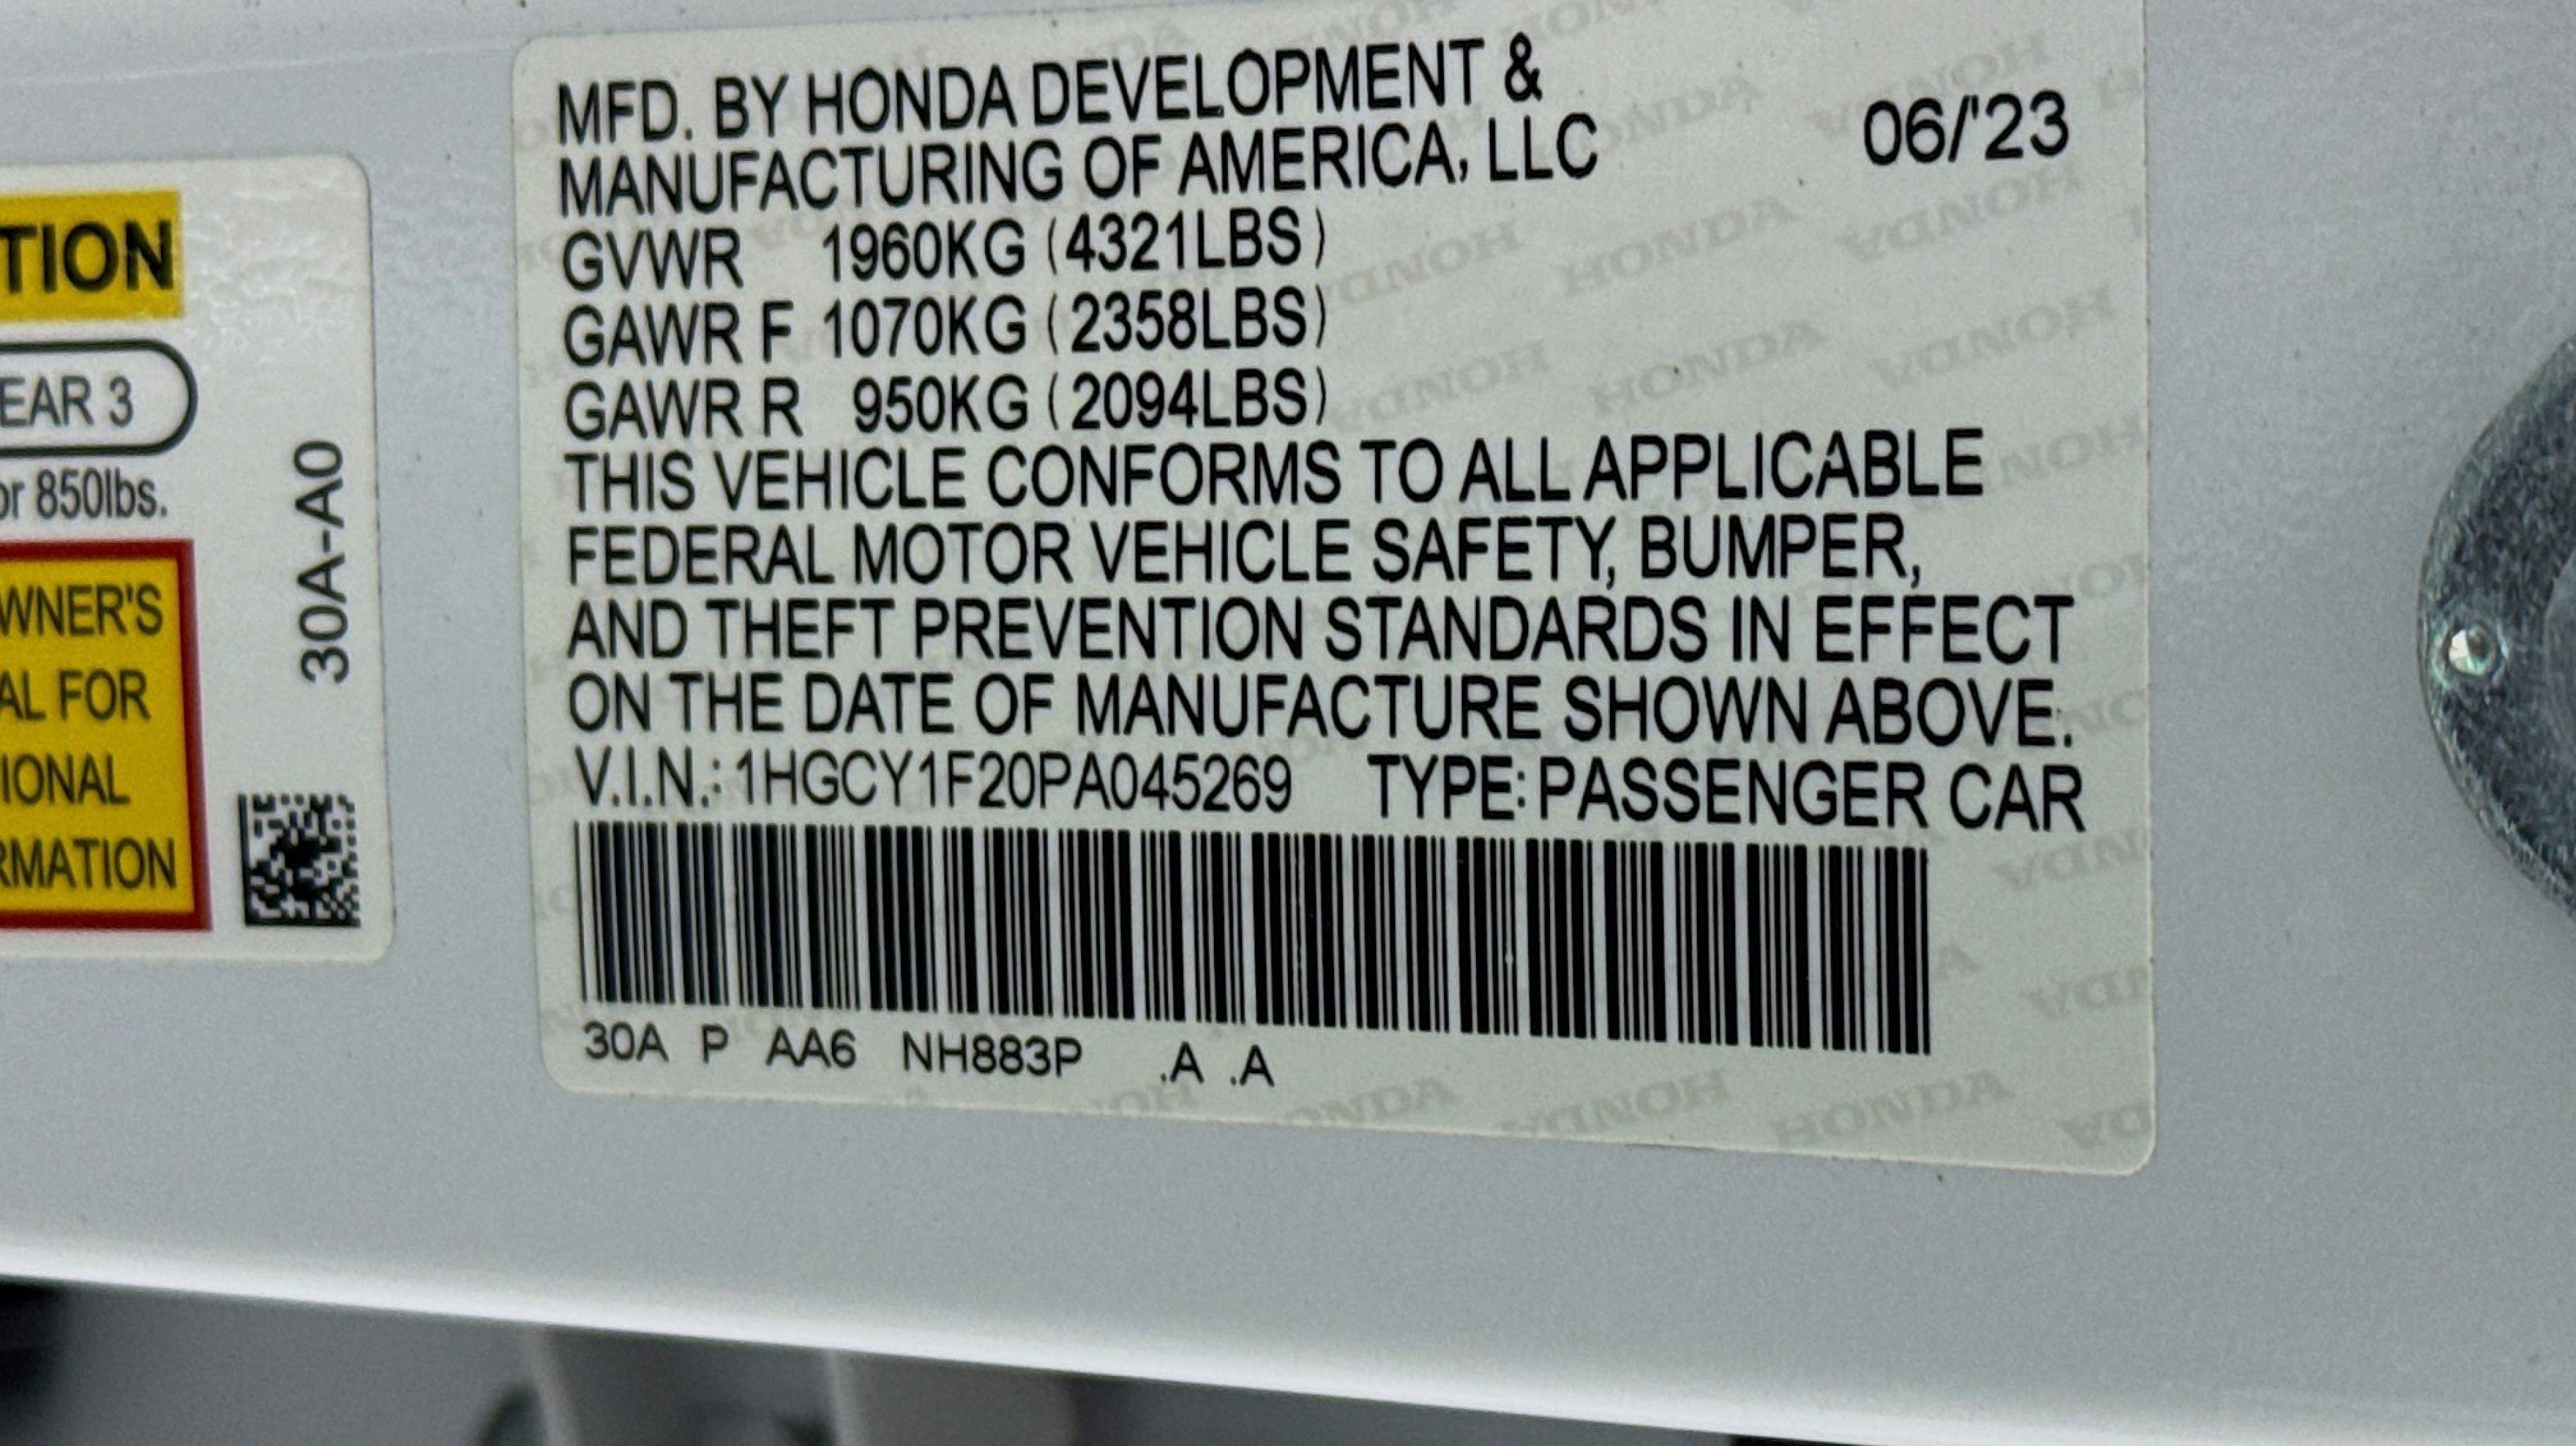 TION
EAR 3
or 850lbs.
WNER'S
AL FOR
IONAL
RMATION
30A-A0
MFD. BY HONDA DEVELOPMENT &
MANUFACTURING OF AMERICA, LLC
06/'23
GVWR 1960KG (4321LBS)
GAWR F 1070KG (2358LBS)
GAWR R 950KG (2094LBS)
THIS VEHICLE CONFORMS TO ALL APPLICABLE
FEDERAL MOTOR VEHICLE SAFETY, BUMPER,
AND THEFT PREVENTION STANDARDS IN EFFECT
ON THE DATE OF MANUFACTURE SHOWN ABOVE.
V.I.N.: 1HGCY1F20PA045269 TYPE: PASSENGER CAR
30A P AA6 NH883P .A .A